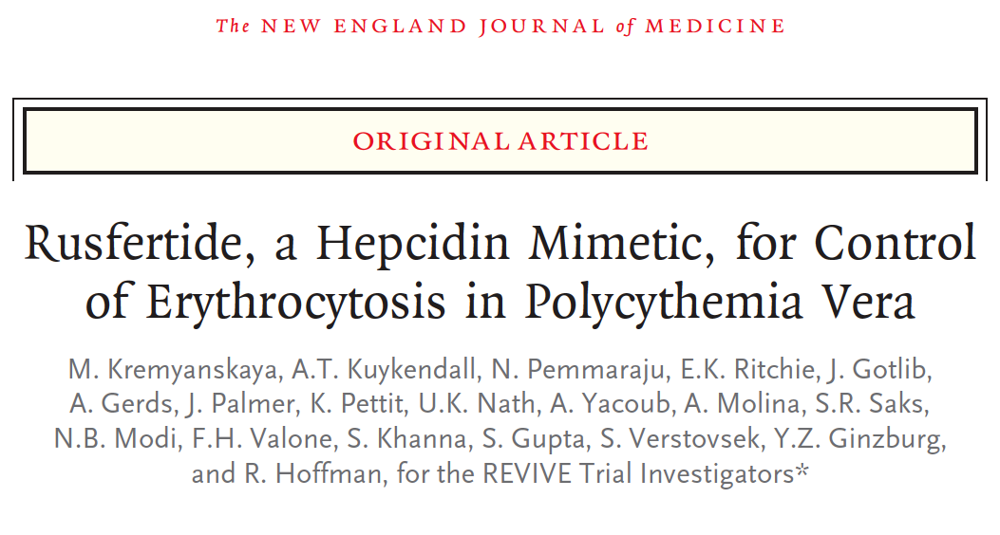 The NEW ENGLAND JOURNAL of MEDICINE
ORIGINAL ARTICLE
Rusfertide, a Hepcidin Mimetic, for Control
of Erythrocytosis in Polycythemia Vera
M. Kremyanskaya, A.T. Kuykendall, N. Pemmaraju, E.K. Ritchie, J. Gotlib,
A. Gerds, J. Palmer, K. Pettit, U.K. Nath, A. Yacoub, A. Molina, S.R. Saks,
N.B. Modi, F.H. Valone, S. Khanna, S. Gupta, S. Verstovsek, Y.Z. Ginzburg,
and R. Hoffman, for the REVIVE Trial Investigators*